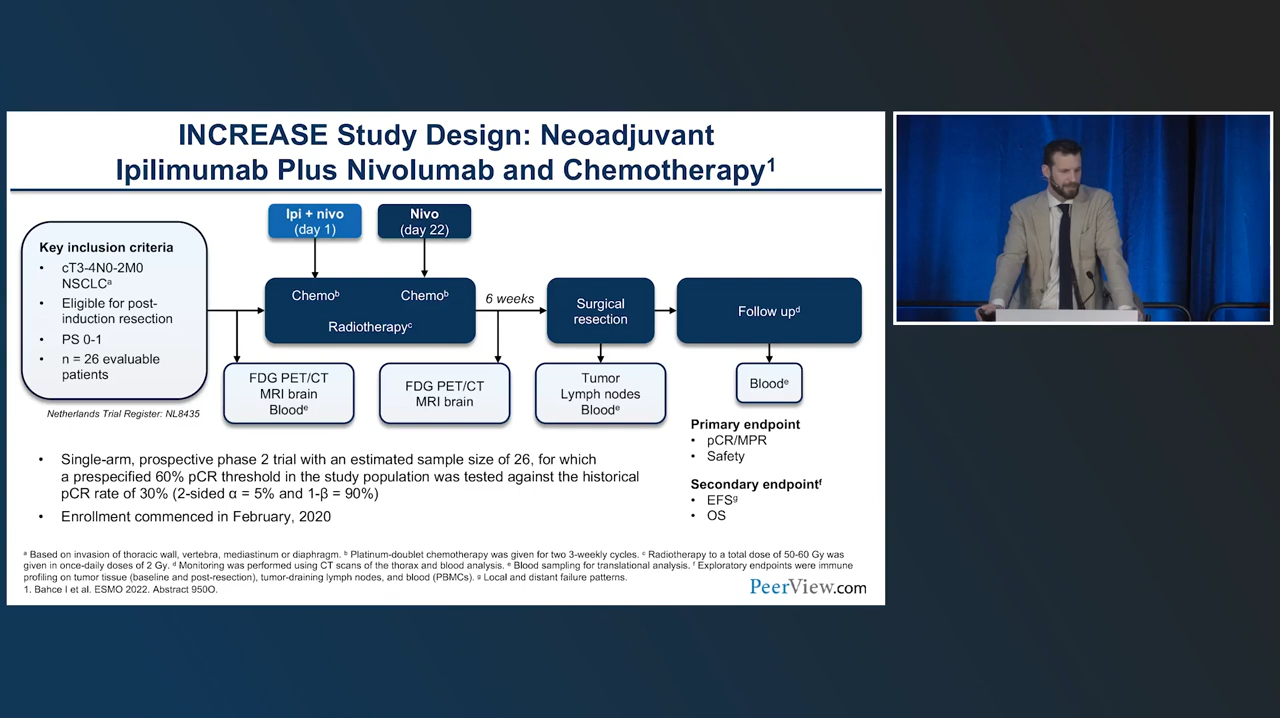 INCREASE Study Design: Neoadjuvant
Ipilimumab Plus Nivolumab and Chemotherapy¹
Ipi + nivo
(day 1)
Nivo
(day 22)
Key inclusion criteria
• cT3-4N0-2M0
NSCLCᵃ
• Eligible for post-
induction resection
• PS 0-1
• n = 26 evaluable
patients
Netherlands Trial Register: NL8435
Chemoᵇ Chemoᵇ
Radiotherapyᶜ
6 weeks
Surgical
resection
Follow upᵈ
FDG PET/CT
MRI brain
Bloodᵉ
FDG PET/CT
MRI brain
Tumor
Lymph nodes
Bloodᵉ
Bloodᵉ
Primary endpoint
• pCR/MPR
• Safety
Secondary endpointᶠ
• EFSᵍ
• OS
• Single-arm, prospective phase 2 trial with an estimated sample size of 26, for which
a prespecified 60% pCR threshold in the study population was tested against the historical
pCR rate of 30% (2-sided α = 5% and 1-β = 90%)
• Enrollment commenced in February, 2020
ᵃ Based on invasion of thoracic wall, vertebra, mediastinum or diaphragm. ᵇ Platinum-doublet chemotherapy was given for two 3-weekly cycles. ᶜ Radiotherapy to a total dose of 50-60 Gy was
given in once-daily doses of 2 Gy. ᵈ Monitoring was performed using CT scans of the thorax and blood analysis. ᵉ Blood sampling for translational analysis. ᶠ Exploratory endpoints were immune
profiling on tumor tissue (baseline and post-resection), tumor-draining lymph nodes, and blood (PBMCs). ᵍ Local and distant failure patterns.
1. Bahce I et al. ESMO 2022. Abstract 950O.
PeerView.com